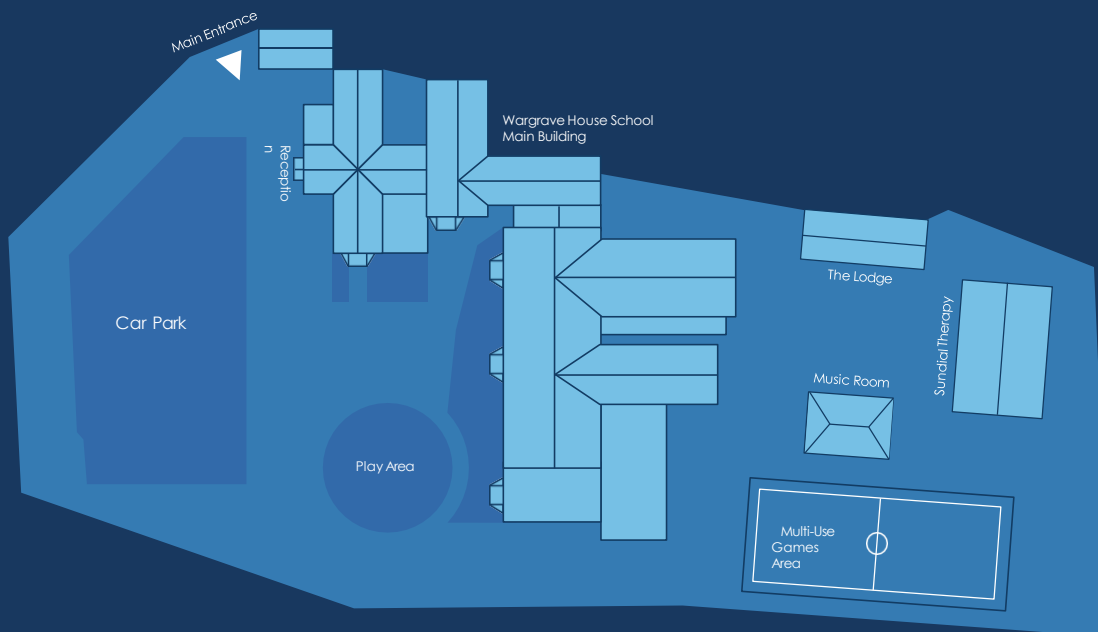 Main Entrance
Wargrave House School
Main Building
Receptio
n
The Lodge
Sundial Therapy
Car Park
Music Room
Play Area
Multi-Use
Games
Area